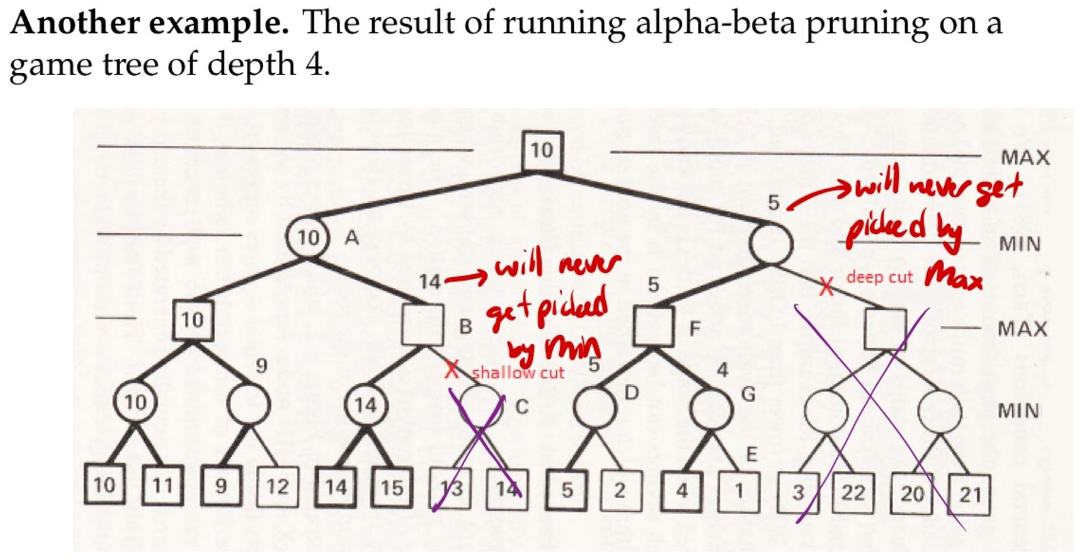 Another example. The result of running alpha-beta pruning on a
game tree of depth 4.
10
MAX
will never get
5
picked by
10 A
MIN
will never
14
5
deep cut Max
10
get picked
B
F
MAX
by Min
9
shallow cut
5
4
10
14
C
D
G
MIN
E
10 11 9 12 14 15 13 14 5 2 4 1 3 22 20 21